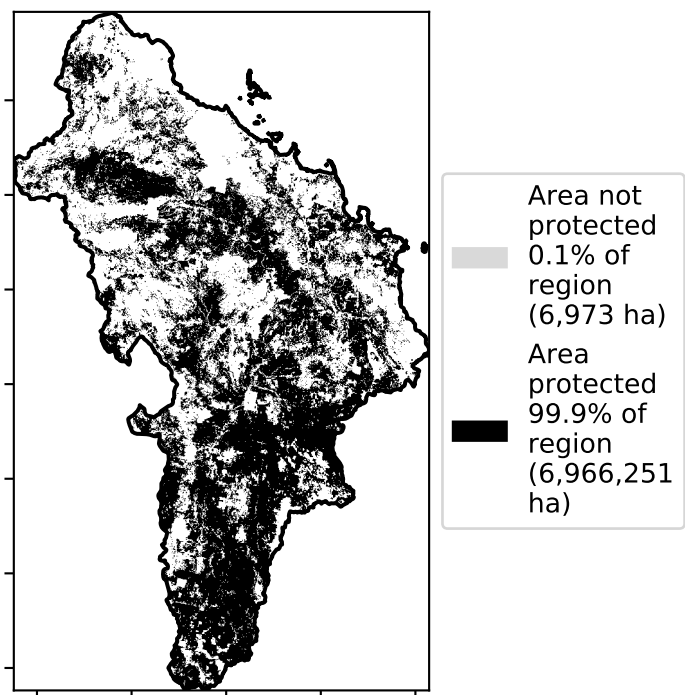 Area not
protected
0.1% of
region
(6,973 ha)
Area
protected
99.9% of
region
(6,966,251
ha)